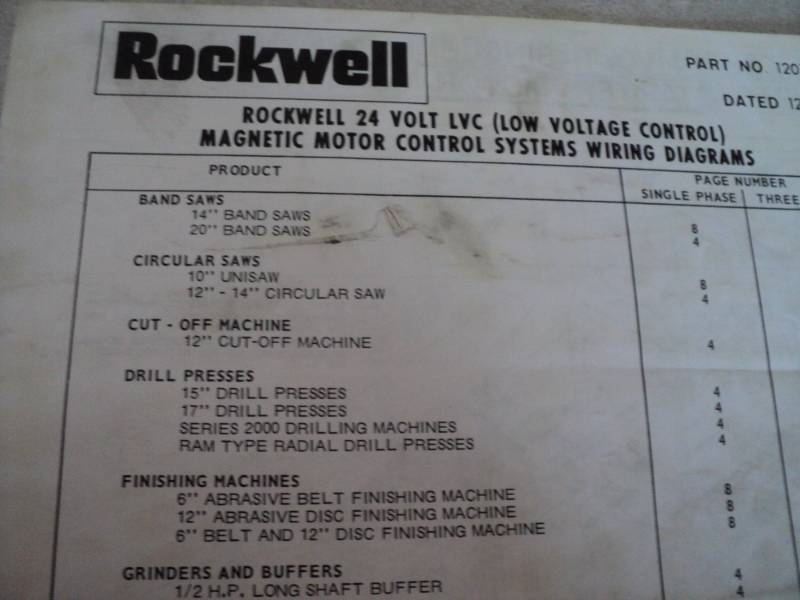 Rockwell
PART NO. 120
DATED 12
ROCKWELL 24 VOLT LVC (LOW VOLTAGE CONTROL)
MAGNETIC MOTOR CONTROL SYSTEMS WIRING DIAGRAMS
PRODUCT
PAGE NUMBER
SINGLE PHASE THREE
BAND SAWS
14'' BAND SAWS 8
20'' BAND SAWS 4
CIRCULAR SAWS
10'' UNISAW 8
12'' - 14'' CIRCULAR SAW 4
CUT - OFF MACHINE
12'' CUT-OFF MACHINE 4
DRILL PRESSES
15'' DRILL PRESSES 4
17'' DRILL PRESSES 4
SERIES 2000 DRILLING MACHINES 4
RAM TYPE RADIAL DRILL PRESSES 4
FINISHING MACHINES
6'' ABRASIVE BELT FINISHING MACHINE 8
12'' ABRASIVE DISC FINISHING MACHINE 8
6'' BELT AND 12'' DISC FINISHING MACHINE 8
GRINDERS AND BUFFERS 4
1/2 H.P. LONG SHAFT BUFFER 4